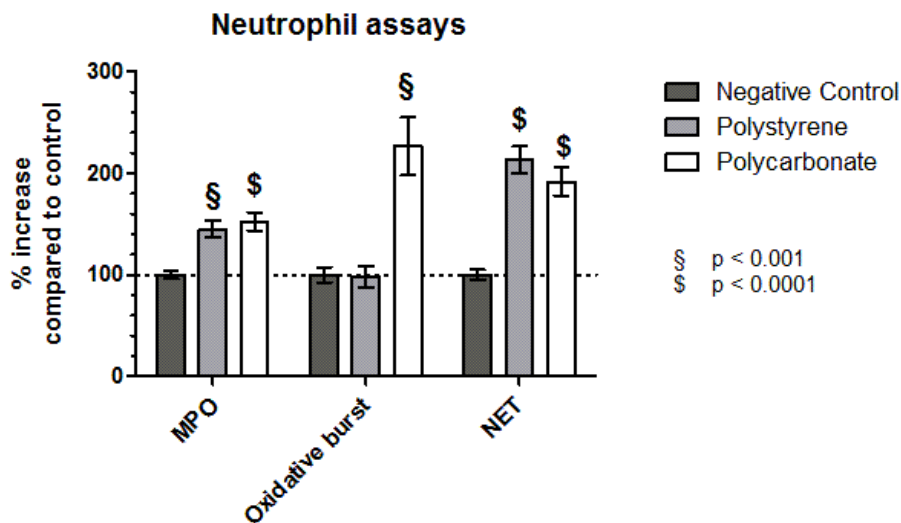 Neutrophil assays
% increase
compared to control
300
200
100
0
§
$
§
$
$
MPO
Oxidative burst
NET
Negative Control
Polystyrene
Polycarbonate
§ p < 0.001
$ p < 0.0001